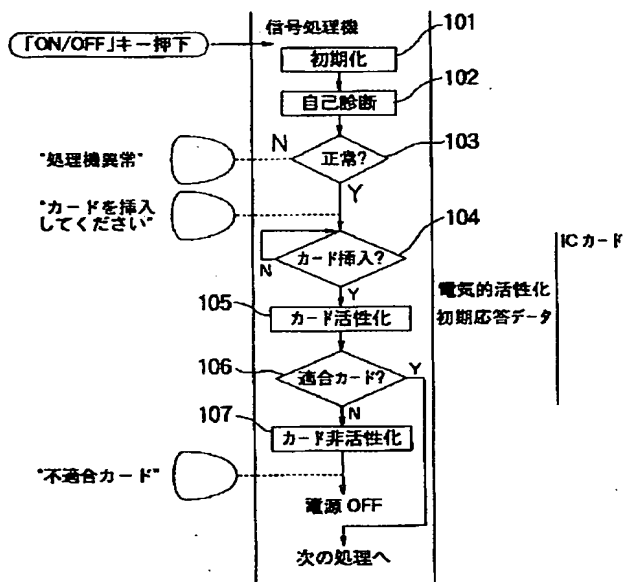 信号処理機
「ON/OFF」キー押下
101
初期化
102
自己診断
N
正常?
103
"処理機異常"
Y
"カードを挿入
してください"
104
カード挿入?
N
Y
ICカード
電気的活性化
105
カード活性化
初期応答データ
106
適合カード?
Y
N
107
カード非活性化
"不適合カード"
電源OFF
次の処理へ